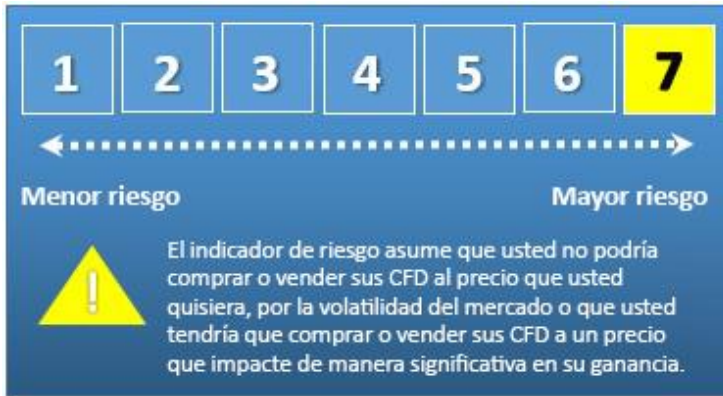 1 2 3 4 5 6 7
Menor riesgo Mayor riesgo
!
El indicador de riesgo asume que usted no podría
comprar o vender sus CFD al precio que usted
quisiera, por la volatilidad del mercado o que usted
tendría que comprar o vender sus CFD a un precio
que impacte de manera significativa en su ganancia.